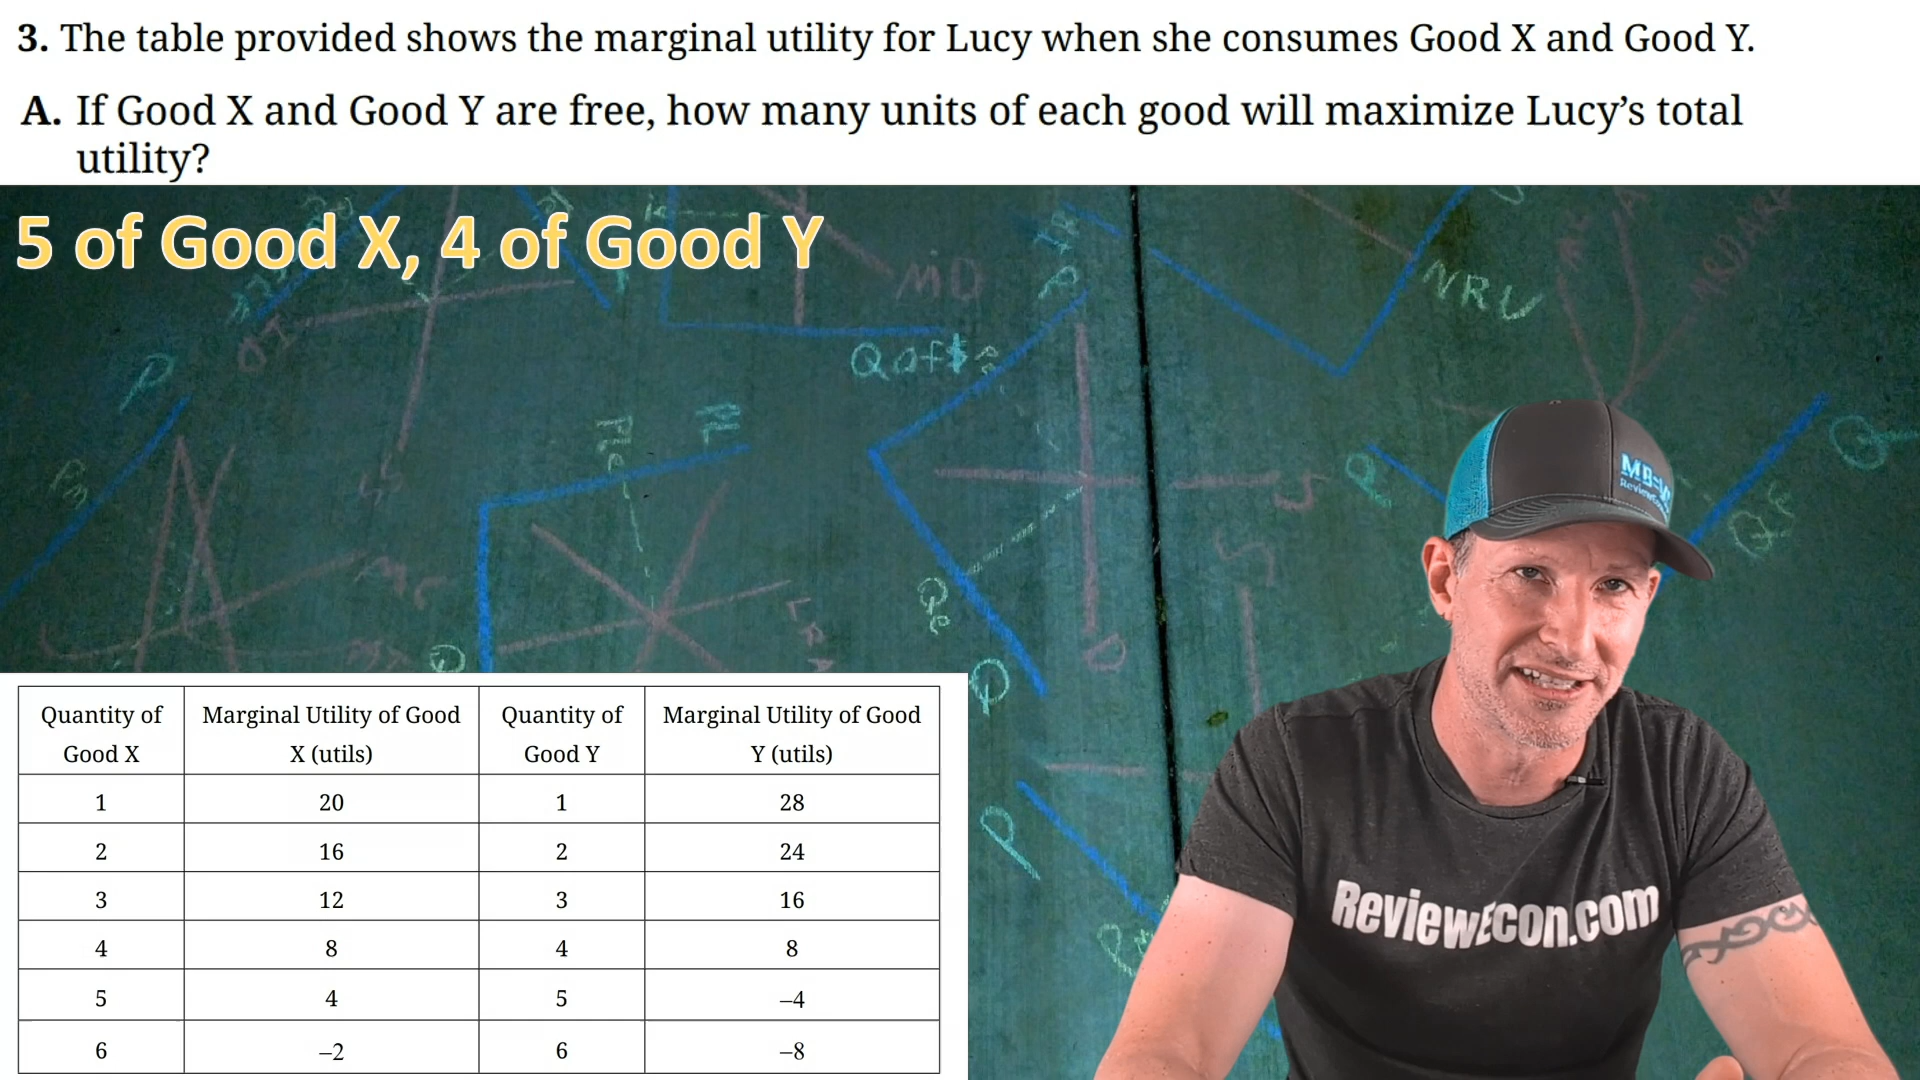 3. The table provided shows the marginal utility for Lucy when she consumes Good X and Good Y.
A. If Good X and Good Y are free, how many units of each good will maximize Lucy’s total
utility?
5 of Good X, 4 of Good Y
MD
P
NRU
P
Q
Q
P
ReviewEcon.com
Quantity of Good X | Marginal Utility of Good X (utils) | Quantity of Good Y | Marginal Utility of Good Y (utils)
1 | 20 | 1 | 28
2 | 16 | 2 | 24
3 | 12 | 3 | 16
4 | 8 | 4 | 8
5 | 4 | 5 | –4
6 | –2 | 6 | –8